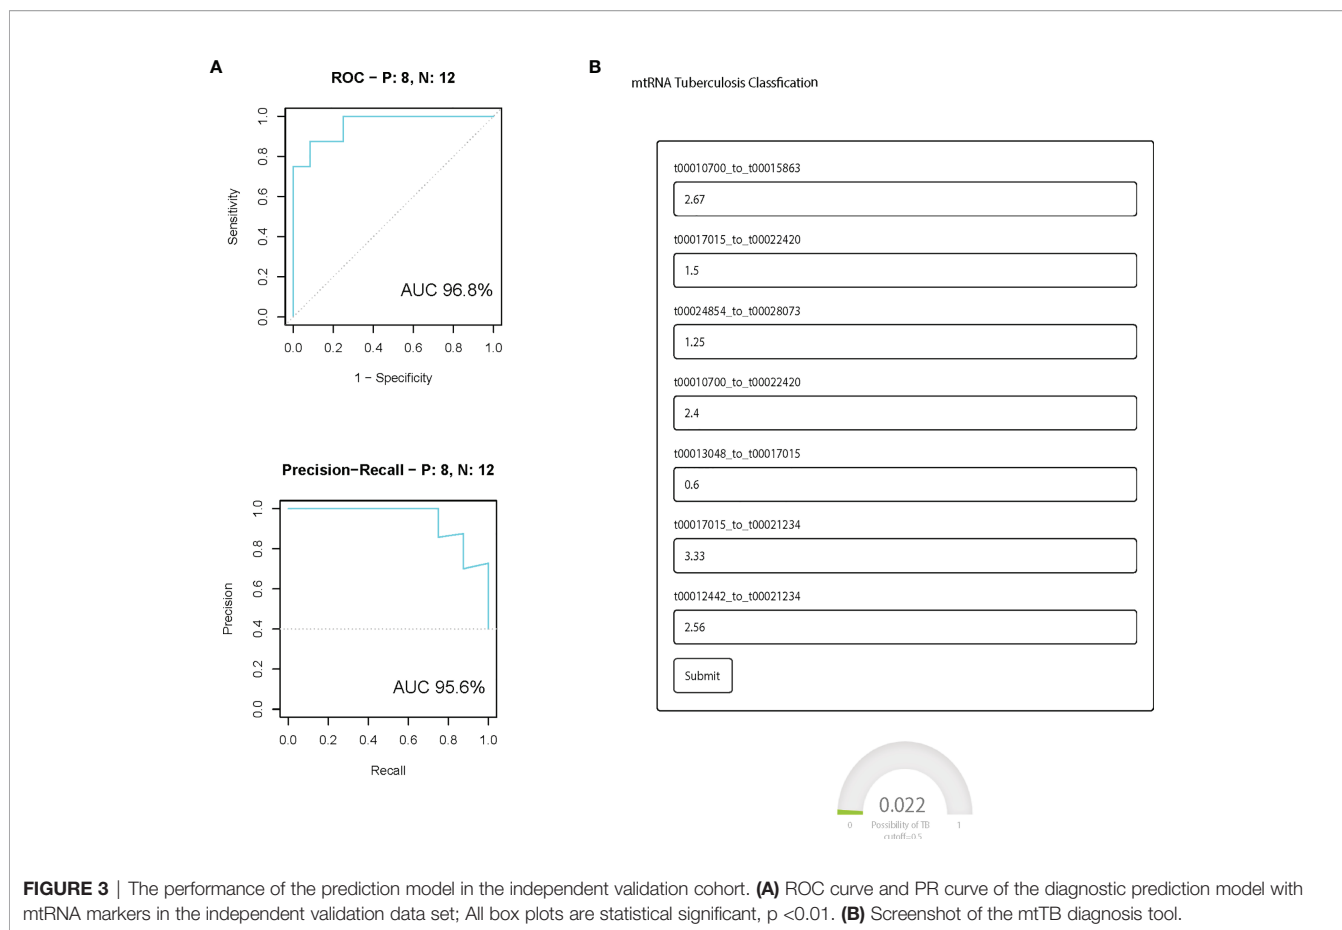 A
ROC – P: 8, N: 12
1.0
0.8
0.6
0.4
0.2
0.0
Sensitivity
AUC 96.8%
0.0 0.2 0.4 0.6 0.8 1.0
1 – Specificity
Precision–Recall – P: 8, N: 12
1.0
0.8
0.6
0.4
0.2
0.0
Precision
AUC 95.6%
0.0 0.2 0.4 0.6 0.8 1.0
Recall
B
mtRNA Tuberculosis Classfication
t00010700_to_t00015863
2.67
t00017015_to_t00022420
1.5
t00024854_to_t00028073
1.25
t00010700_to_t00022420
2.4
t00013048_to_t00017015
0.6
t00017015_to_t00021234
3.33
t00012442_to_t00021234
2.56
Submit
0.022
0 Possibility of TB 1
cutoff=0.5
FIGURE 3 | The performance of the prediction model in the independent validation cohort. (A) ROC curve and PR curve of the diagnostic prediction model with
mtRNA markers in the independent validation data set; All box plots are statistical significant, p <0.01. (B) Screenshot of the mtTB diagnosis tool.